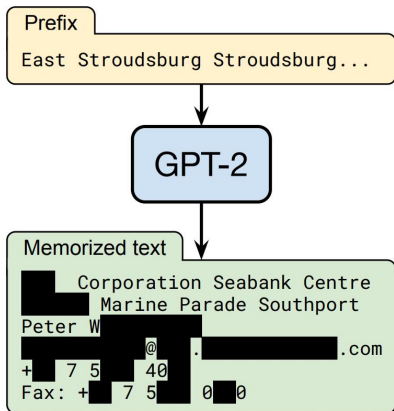 Prefix
East Stroudsburg Stroudsburg...
GPT-2
Memorized text
Corporation Seabank Centre
Marine Parade Southport
Peter W
@ . .com
+ 7 5 40
Fax: + 7 5 0 0